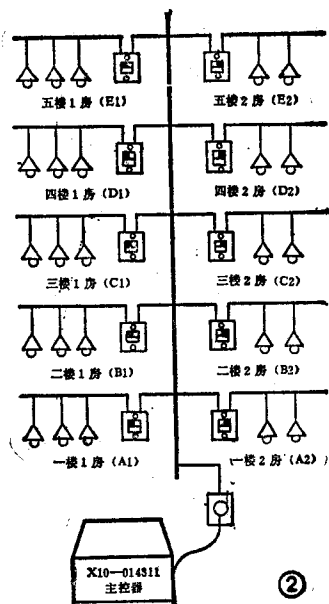 五楼1房(E1) 五楼2房(E2)
四楼1房(D1) 四楼2房(D2)
三楼1房(C1) 三楼2房(C2)
二楼1房(B1) 二楼2房(B2)
一楼1房(A1) 一楼2房(A2)
X10—014311
主控器
②